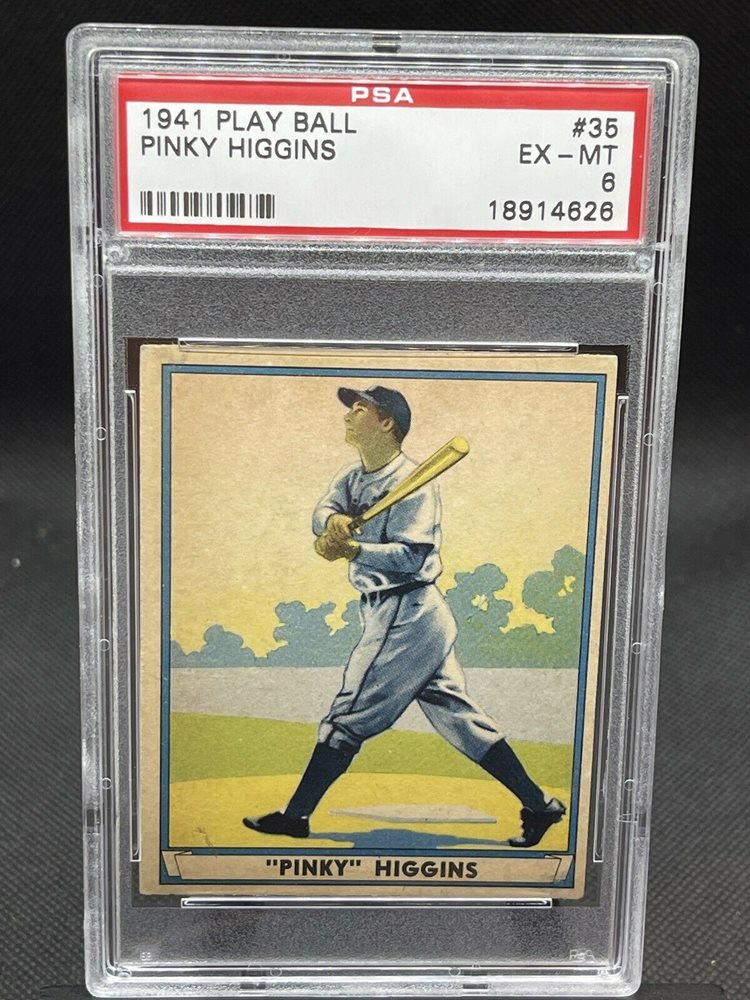 PSA
1941 PLAY BALL #35
PINKY HIGGINS EX-MT
6
18914626
"PINKY" HIGGINS